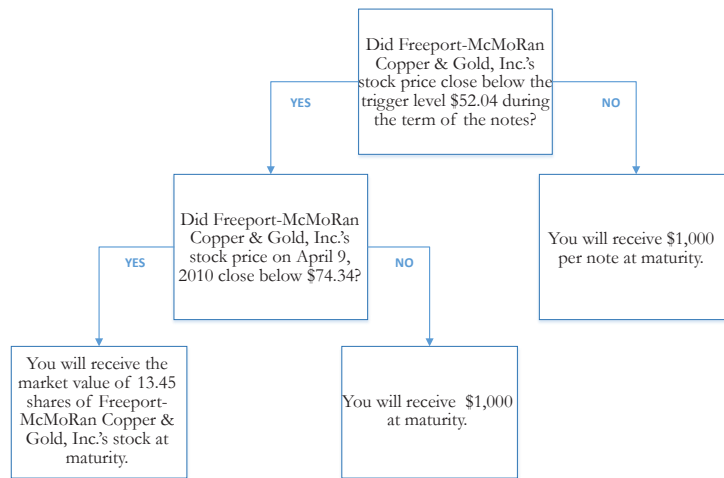 Did Freeport-McMoRan
Copper & Gold, Inc.'s
stock price close below the
trigger level $52.04 during
the term of the notes?
YES
NO
Did Freeport-McMoRan
Copper & Gold, Inc.'s
stock price on April 9,
2010 close below $74.34?
You will receive $1,000
per note at maturity.
YES
NO
You will receive the
market value of 13.45
shares of Freeport-
McMoRan Copper &
Gold, Inc.'s stock at
maturity.
You will receive $1,000
at maturity.